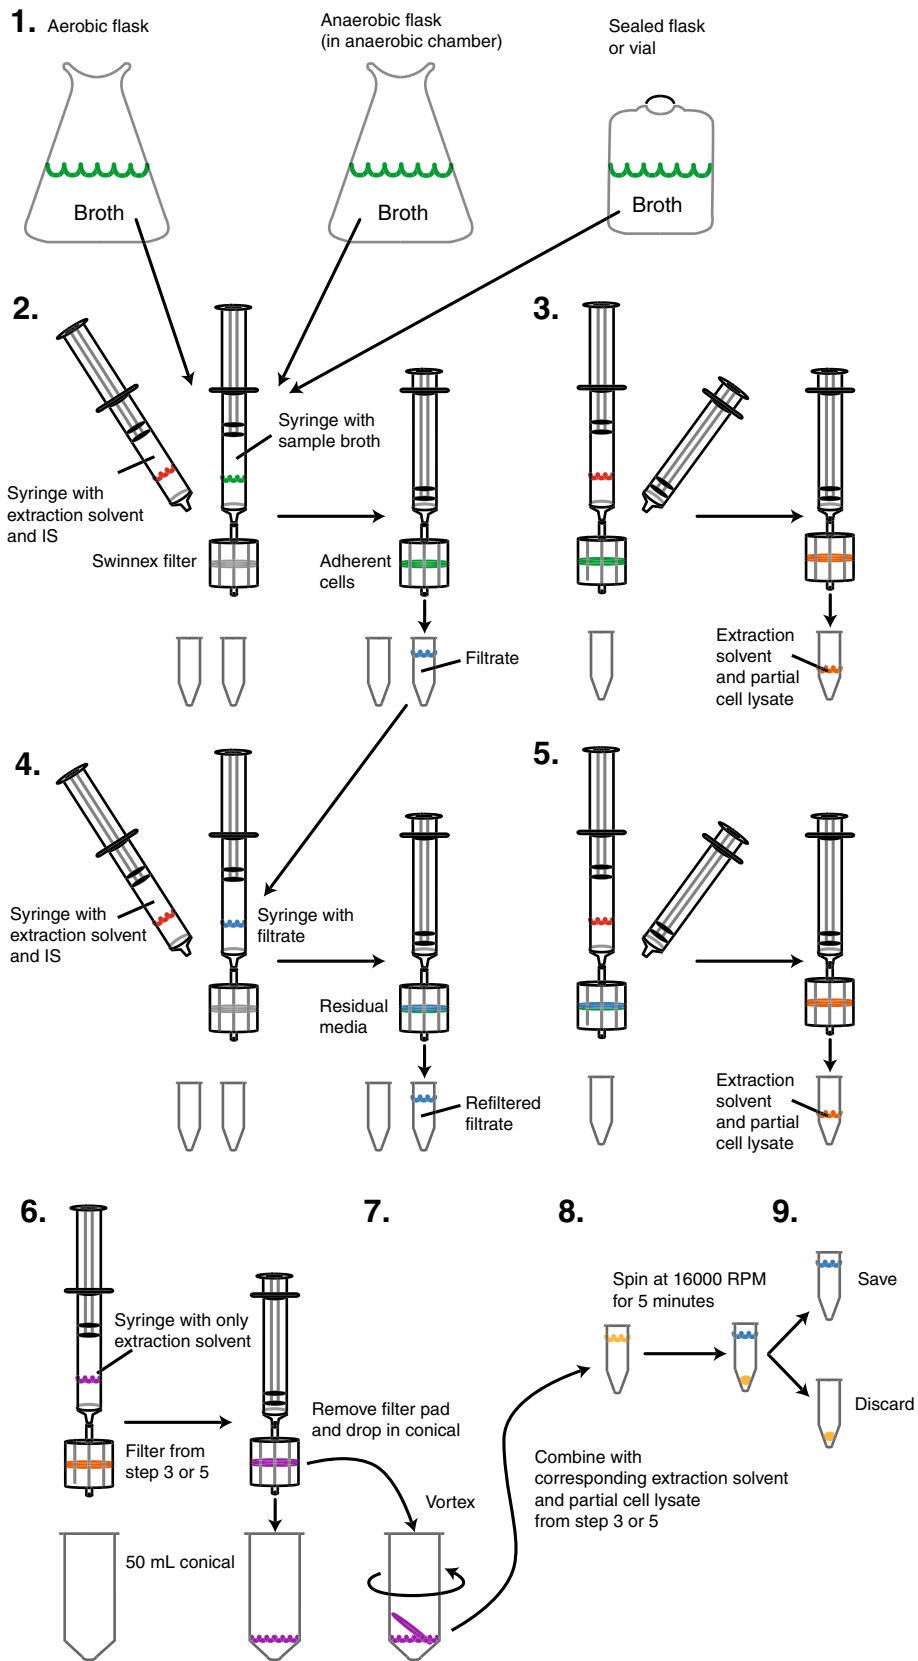 1. Aerobic flask
Anaerobic flask
(in anaerobic chamber)
Sealed flask
or vial
Broth
Broth
Broth
2.
Syringe with
sample broth
Syringe with
extraction solvent
and IS
Swinnex filter
Adherent
cells
Filtrate
3.
Extraction
solvent
and partial
cell lysate
4.
Syringe with
extraction solvent
and IS
Syringe with
filtrate
Residual
media
Refiltered
filtrate
5.
Extraction
solvent
and partial
cell lysate
6.
Syringe with only
extraction solvent
Filter from
step 3 or 5
50 mL conical
7.
Remove filter pad
and drop in conical
Vortex
8.
Spin at 16000 RPM
for 5 minutes
Combine with
corresponding extraction solvent
and partial cell lysate
from step 3 or 5
9.
Save
Discard